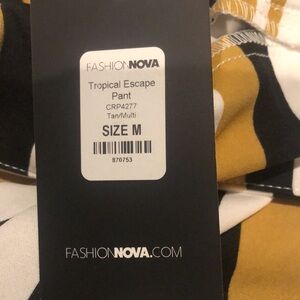 FASHIONNOVA
Tropical Escape
Pant
CRP4277
Tan/Multi
SIZE M
870753
FASHIONNOVA.COM